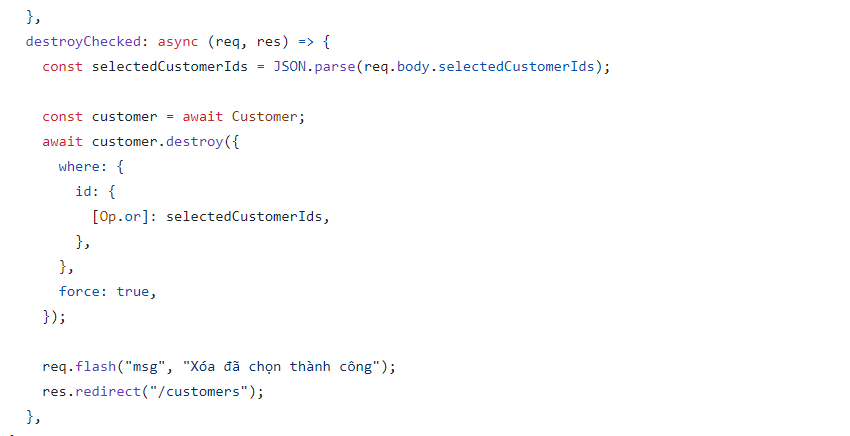 },
destroyChecked: async (req, res) => {
const selectedCustomerIds = JSON.parse(req.body.selectedCustomerIds);
const customer = await Customer;
await customer.destroy({
where: {
id: {
[Op.or]: selectedCustomerIds,
},
},
force: true,
});
req.flash("msg", "Xóa đã chọn thành công");
res.redirect("/customers");
},